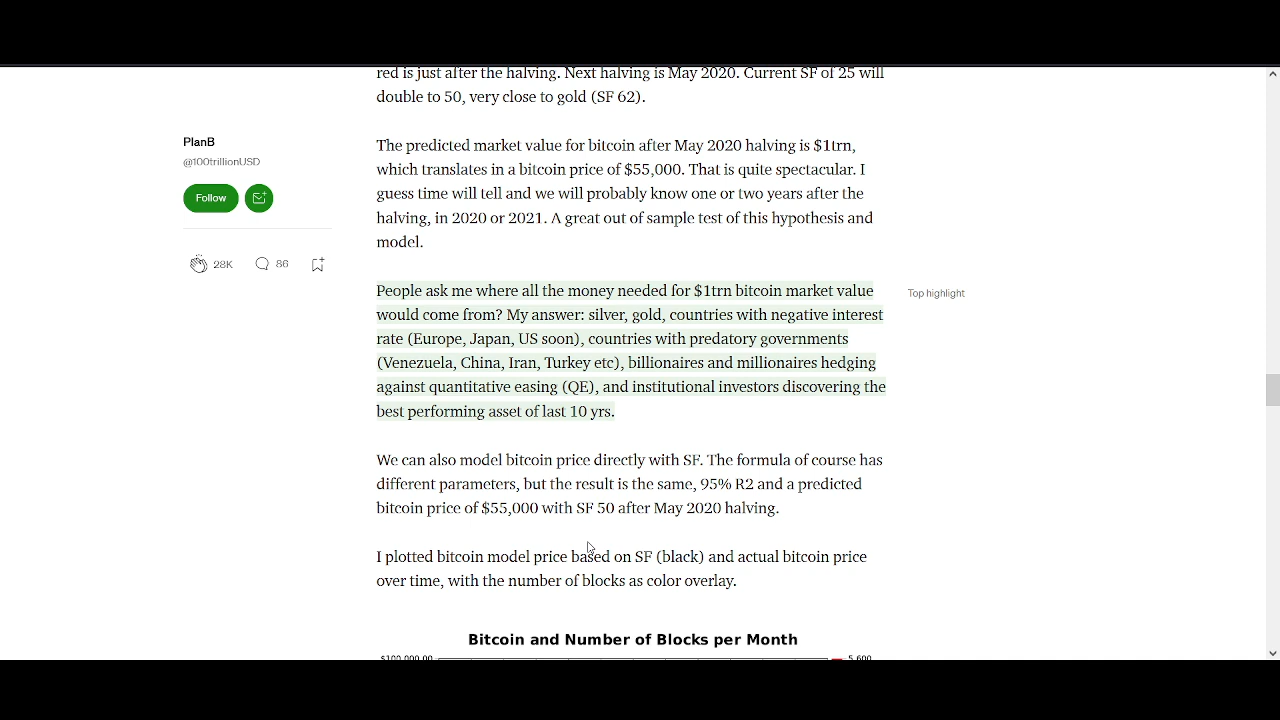 red is just after the halving. Next halving is May 2020. Current SF of 25 will
double to 50, very close to gold (SF 62).
PlanB
@100trillionUSD
Follow
28K
86
The predicted market value for bitcoin after May 2020 halving is $1trn,
which translates in a bitcoin price of $55,000. That is quite spectacular. I
guess time will tell and we will probably know one or two years after the
halving, in 2020 or 2021. A great out of sample test of this hypothesis and
model.
People ask me where all the money needed for $1trn bitcoin market value
would come from? My answer: silver, gold, countries with negative interest
rate (Europe, Japan, US soon), countries with predatory governments
(Venezuela, China, Iran, Turkey etc), billionaires and millionaires hedging
against quantitative easing (QE), and institutional investors discovering the
best performing asset of last 10 yrs.
Top highlight
We can also model bitcoin price directly with SF. The formula of course has
different parameters, but the result is the same, 95% R2 and a predicted
bitcoin price of $55,000 with SF 50 after May 2020 halving.
I plotted bitcoin model price based on SF (black) and actual bitcoin price
over time, with the number of blocks as color overlay.
Bitcoin and Number of Blocks per Month
$100,000.00
5,600